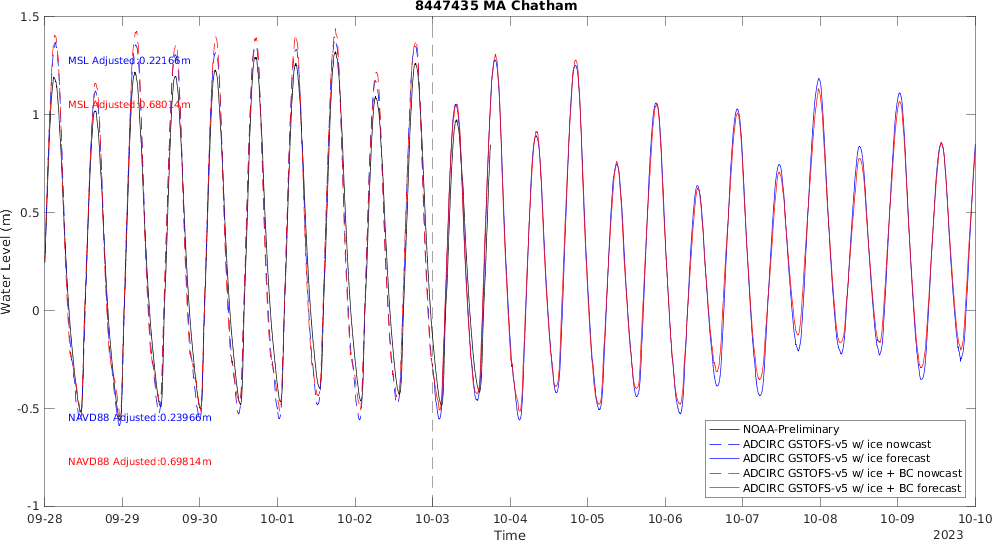 8447435 MA Chatham
1.5
MSL Adjusted:0.22166m
MSL Adjusted:0.68014m
1
0.5
Water Level (m)
0
-0.5
NAVD88 Adjusted:0.23966m
NAVD88 Adjusted:0.69814m
-1
NOAA-Preliminary
ADCIRC GSTOFS-v5 w/ ice nowcast
ADCIRC GSTOFS-v5 w/ ice forecast
ADCIRC GSTOFS-v5 w/ ice + BC nowcast
ADCIRC GSTOFS-v5 w/ ice + BC forecast
09-28 09-29 09-30 10-01 10-02 10-03 10-04 10-05 10-06 10-07 10-08 10-09 10-10
Time
2023